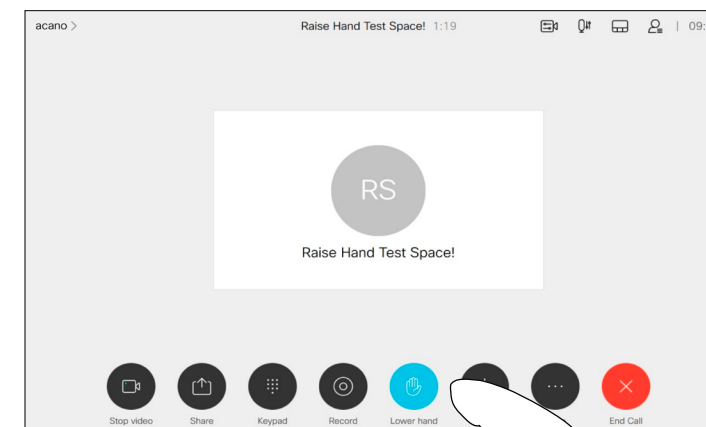 acano >
Raise Hand Test Space! 1:19
09:
RS
Raise Hand Test Space!
Stop video Share Keypad Record Lower hand End Call